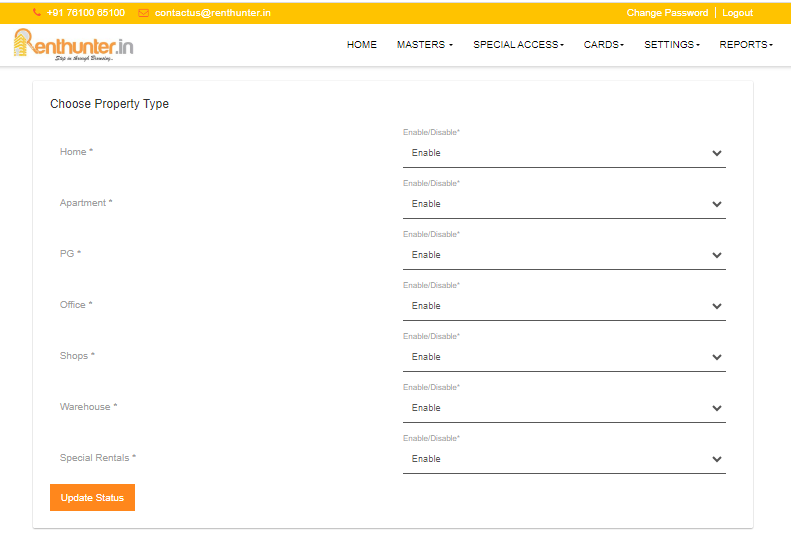 +91 76100 65100 contactus@renthunter.in Change Password Logout
Renthunter.in
Step in through Browsing..
HOME MASTERS SPECIAL ACCESS CARDS SETTINGS REPORTS
Choose Property Type
Enable/Disable*
Home * Enable
Enable/Disable*
Apartment * Enable
Enable/Disable*
PG * Enable
Enable/Disable*
Office * Enable
Enable/Disable*
Shops * Enable
Enable/Disable*
Warehouse * Enable
Enable/Disable*
Special Rentals * Enable
Update Status